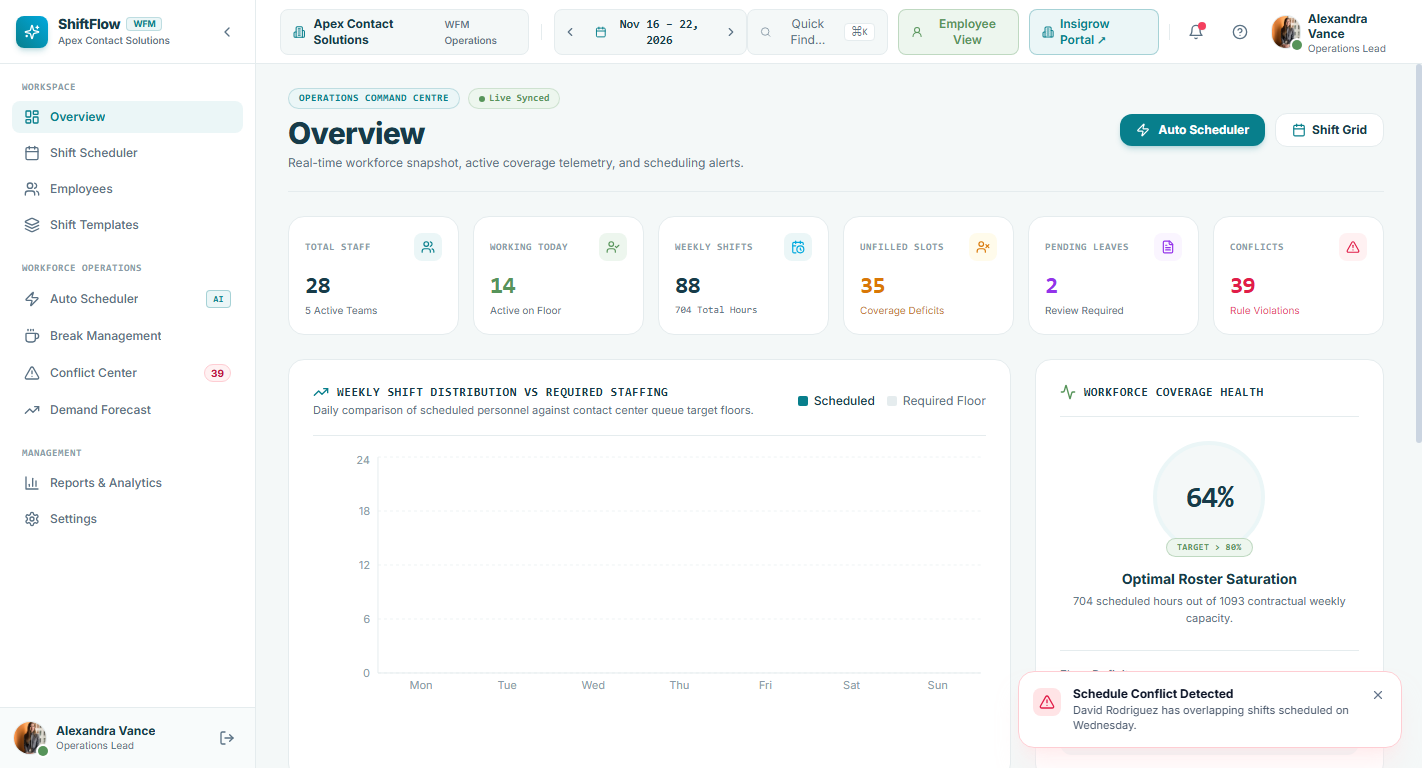 ShiftFlow WFM
Apex Contact Solutions
Apex Contact
Solutions
WFM
Operations
Nov 16 – 22,
2026
Quick
Find...
⌘K
Employee
View
Insigrow
Portal ↗
Alexandra
Vance
Operations Lead
WORKSPACE
Overview
Shift Scheduler
Employees
Shift Templates
WORKFORCE OPERATIONS
Auto Scheduler AI
Break Management
Conflict Center 39
Demand Forecast
MANAGEMENT
Reports & Analytics
Settings
Alexandra Vance
Operations Lead
OPERATIONS COMMAND CENTRE
Live Synced
Overview
Real-time workforce snapshot, active coverage telemetry, and scheduling alerts.
Auto Scheduler
Shift Grid
TOTAL STAFF
28
5 Active Teams
WORKING TODAY
14
Active on Floor
WEEKLY SHIFTS
88
704 Total Hours
UNFILLED SLOTS
35
Coverage Deficits
PENDING LEAVES
2
Review Required
CONFLICTS
39
Rule Violations
WEEKLY SHIFT DISTRIBUTION VS REQUIRED STAFFING
Daily comparison of scheduled personnel against contact center queue target floors.
Scheduled
Required Floor
24
18
12
6
0
Mon Tue Wed Thu Fri Sat Sun
WORKFORCE COVERAGE HEALTH
64%
TARGET > 80%
Optimal Roster Saturation
704 scheduled hours out of 1093 contractual weekly
capacity.
Schedule Conflict Detected
David Rodriguez has overlapping shifts scheduled on
Wednesday.